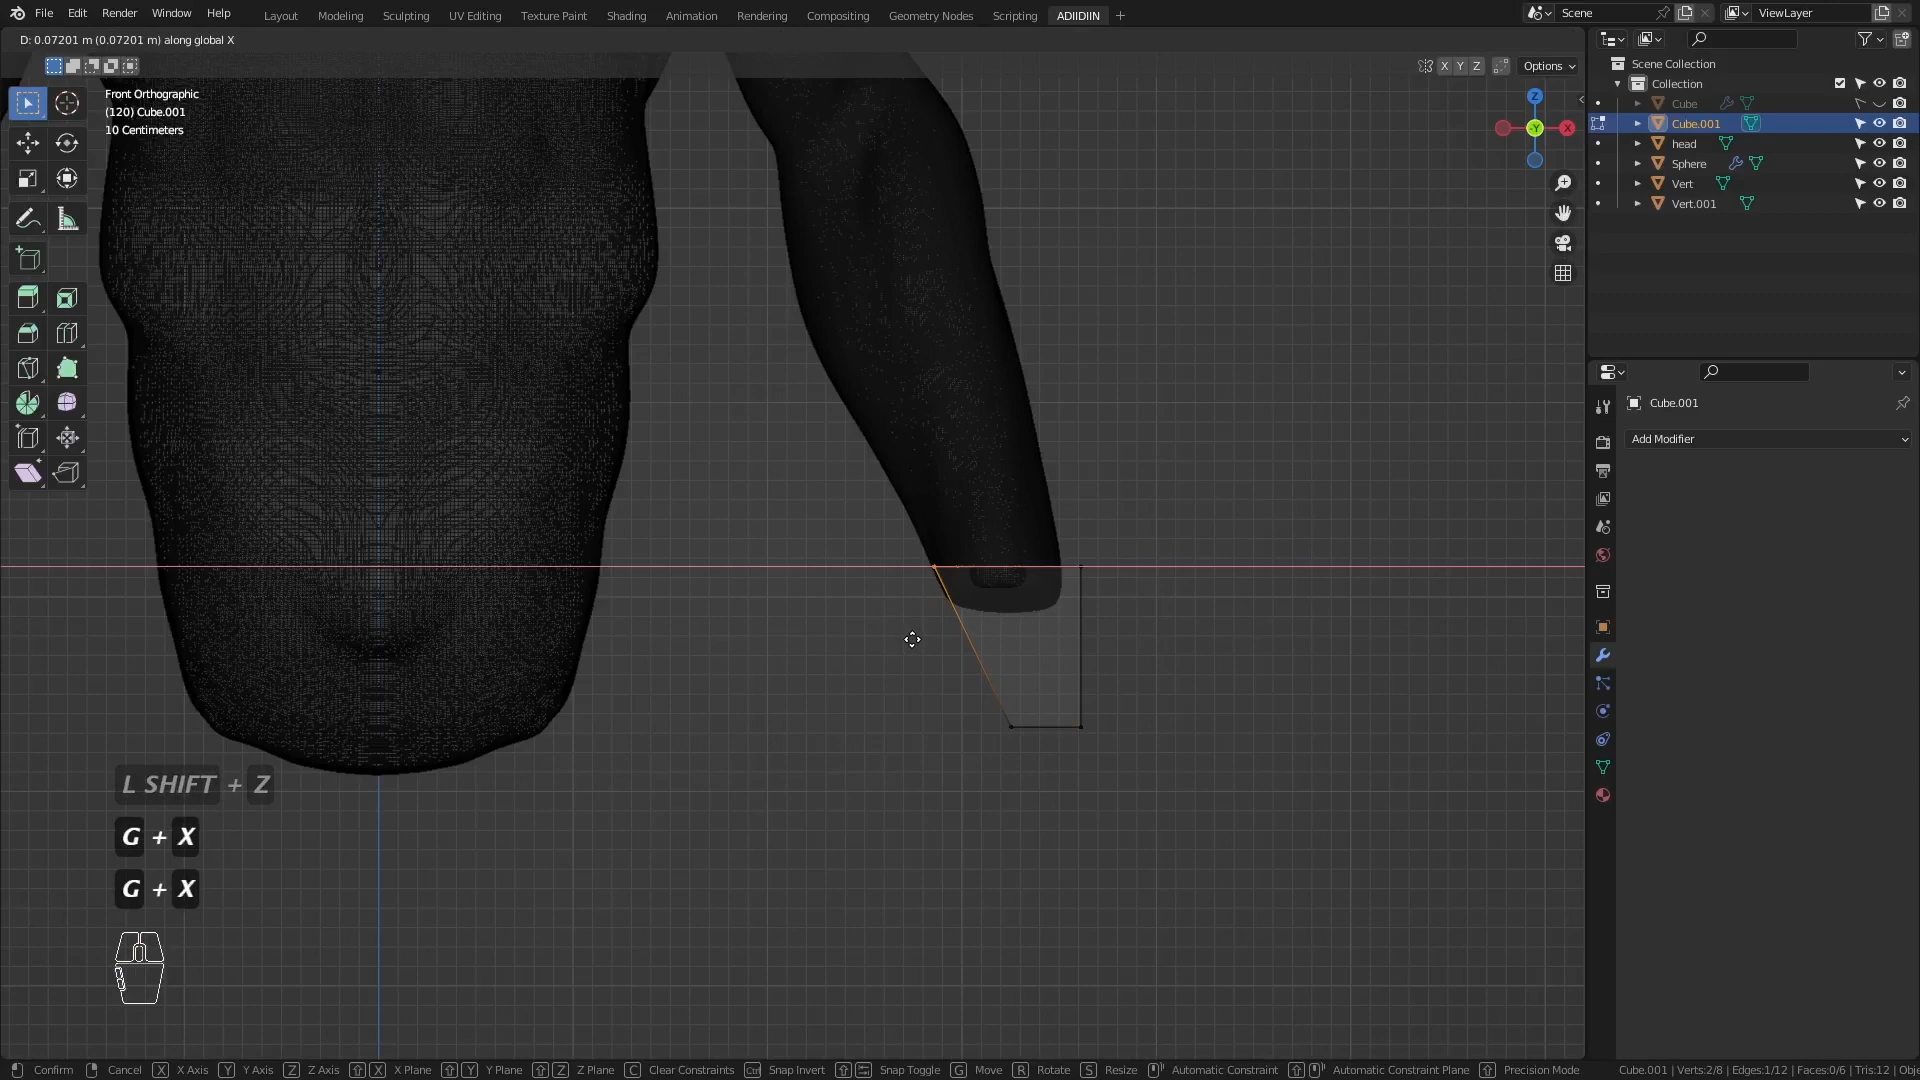 File Edit Render Window Help Layout Modeling Sculpting UV Editing Texture Paint Shading Animation Rendering Compositing Geometry Nodes Scripting ADIIDIIN + Scene ViewLayer
D: 0.07201 m (0.07201 m) along global X
X Y Z Options
Front Orthographic
(120) Cube.001
10 Centimeters
Z
-Y
X
Scene Collection
Collection
Cube
Cube.001
head
Sphere
Vert
Vert.001
Cube.001
Add Modifier
L SHIFT + Z
G + X
G + X
Confirm Cancel X X Axis Y Y Axis Z Z Axis X X Plane Y Y Plane Z Z Plane C Clear Constraints Ctrl Snap Invert Snap Toggle G Move R Rotate S Resize Automatic Constraint Automatic Constraint Plane Precision Mode Cube.001 | Verts:2/8 | Edges:1/12 | Faces:0/6 | Tris:12 | Obje